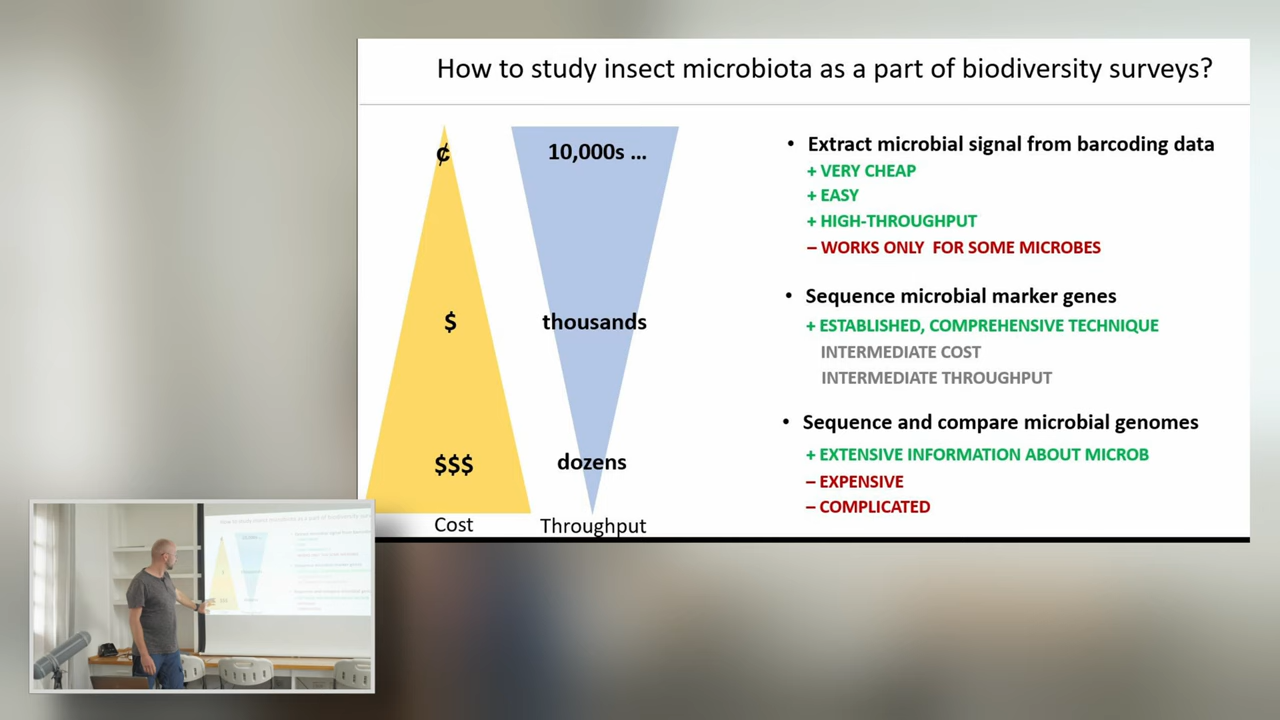 How to study insect microbiota as a part of biodiversity surveys?
¢
10,000s ...
$
thousands
$$$
dozens
Cost
Throughput
• Extract microbial signal from barcoding data
+ VERY CHEAP
+ EASY
+ HIGH-THROUGHPUT
– WORKS ONLY FOR SOME MICROBES
• Sequence microbial marker genes
+ ESTABLISHED, COMPREHENSIVE TECHNIQUE
INTERMEDIATE COST
INTERMEDIATE THROUGHPUT
• Sequence and compare microbial genomes
+ EXTENSIVE INFORMATION ABOUT MICROB
– EXPENSIVE
– COMPLICATED